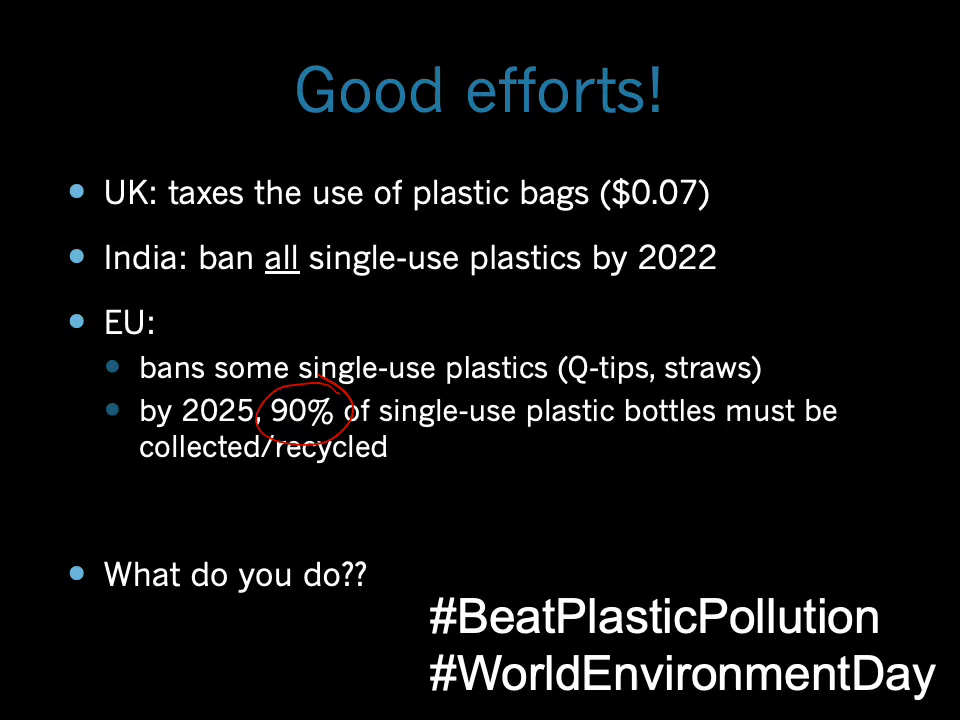 Good efforts!
UK: taxes the use of plastic bags ($0.07)
India: ban all single-use plastics by 2022
EU:
bans some single-use plastics (Q-tips, straws)
by 2025, 90% of single-use plastic bottles must be
collected/recycled
What do you do??
#BeatPlasticPollution
#WorldEnvironmentDay